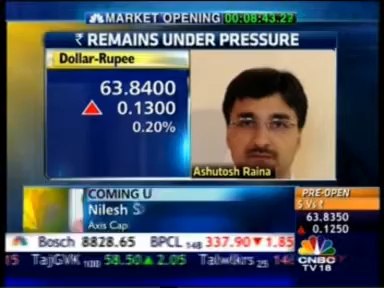 MARKET OPENING 00:08:43.27
₹ REMAINS UNDER PRESSURE
Dollar-Rupee
63.8400
▲ 0.1300
0.20%
Ashutosh Raina
COMING U
Nilesh S
Axis Cap
PRE-OPEN
$ Vs ₹
63.8350
▲ 0.1250
Bosch 8828.65 BPCL 337.90 ▼ 1.85
58.50 ▲ 2.05
CNBC
TV 18